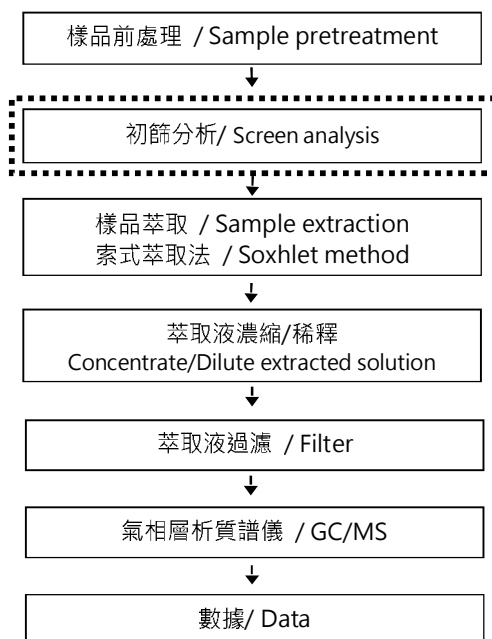 樣品前處理 / Sample pretreatment
初篩分析/ Screen analysis
樣品萃取 / Sample extraction
索式萃取法 / Soxhlet method
萃取液濃縮/稀釋
Concentrate/Dilute extracted solution
萃取液過濾 / Filter
氣相層析質譜儀 / GC/MS
數據/ Data